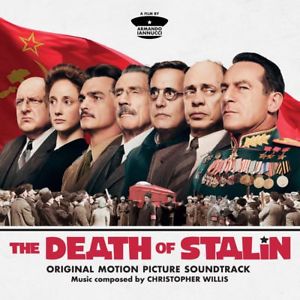 A FILM BY
ARMANDO
IANNUCCI
THE DEATH OF STALIN
ORIGINAL MOTION PICTURE SOUNDTRACK
Music composed by CHRISTOPHER WILLIS